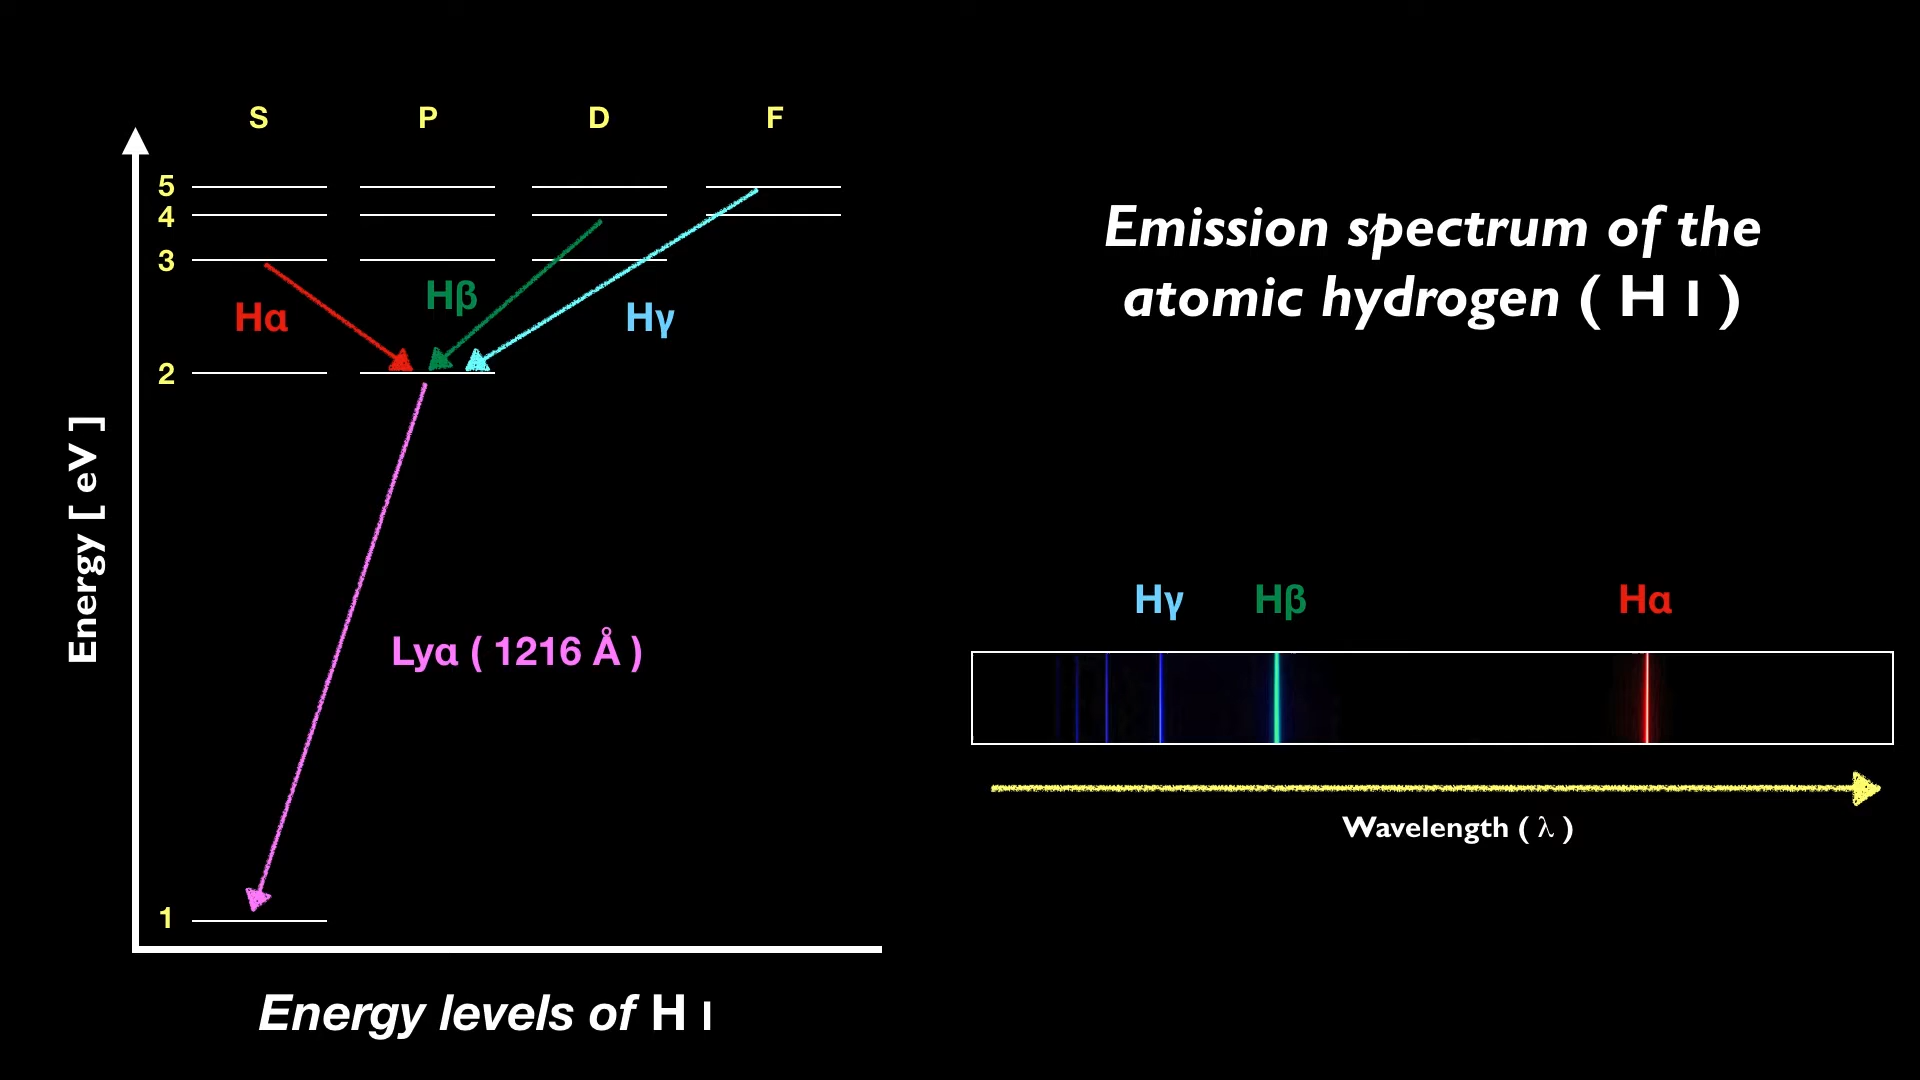 S P D F
5
4
3
2
1
Hα
Hβ
Hγ
Lyα ( 1216 Å )
Energy [ eV ]
Energy levels of H I
Emission spectrum of the
atomic hydrogen ( H I )
Hγ Hβ Hα
Wavelength ( λ )